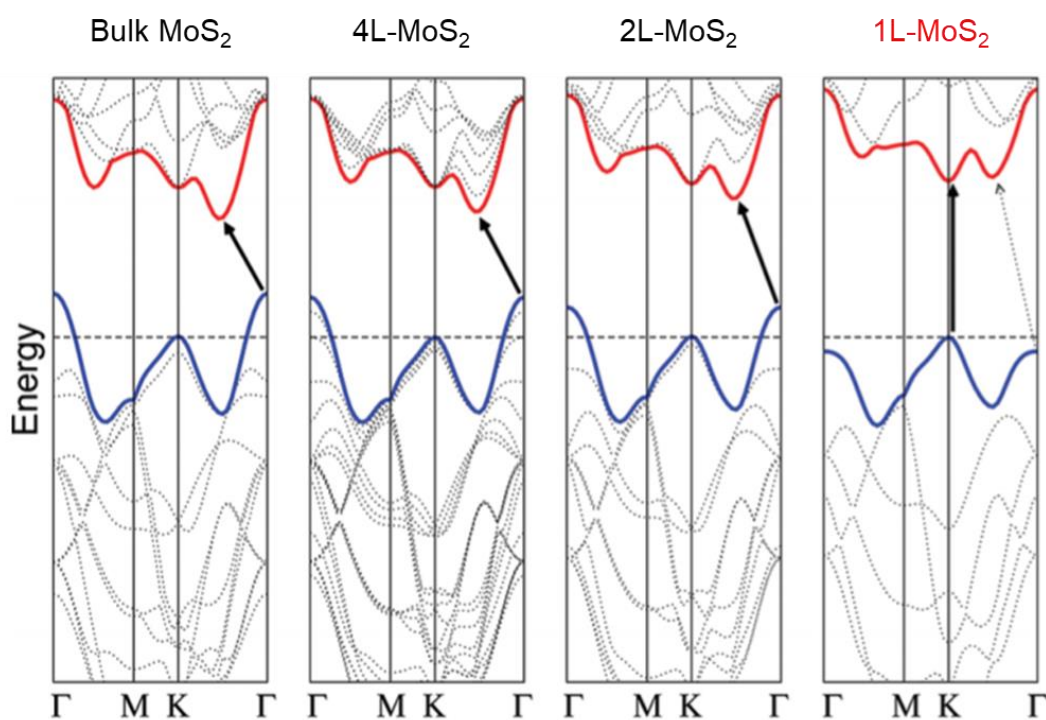 Bulk MoS₂
4L-MoS₂
2L-MoS₂
1L-MoS₂
Energy
Γ M K Γ
Γ M K Γ
Γ M K Γ
Γ M K Γ